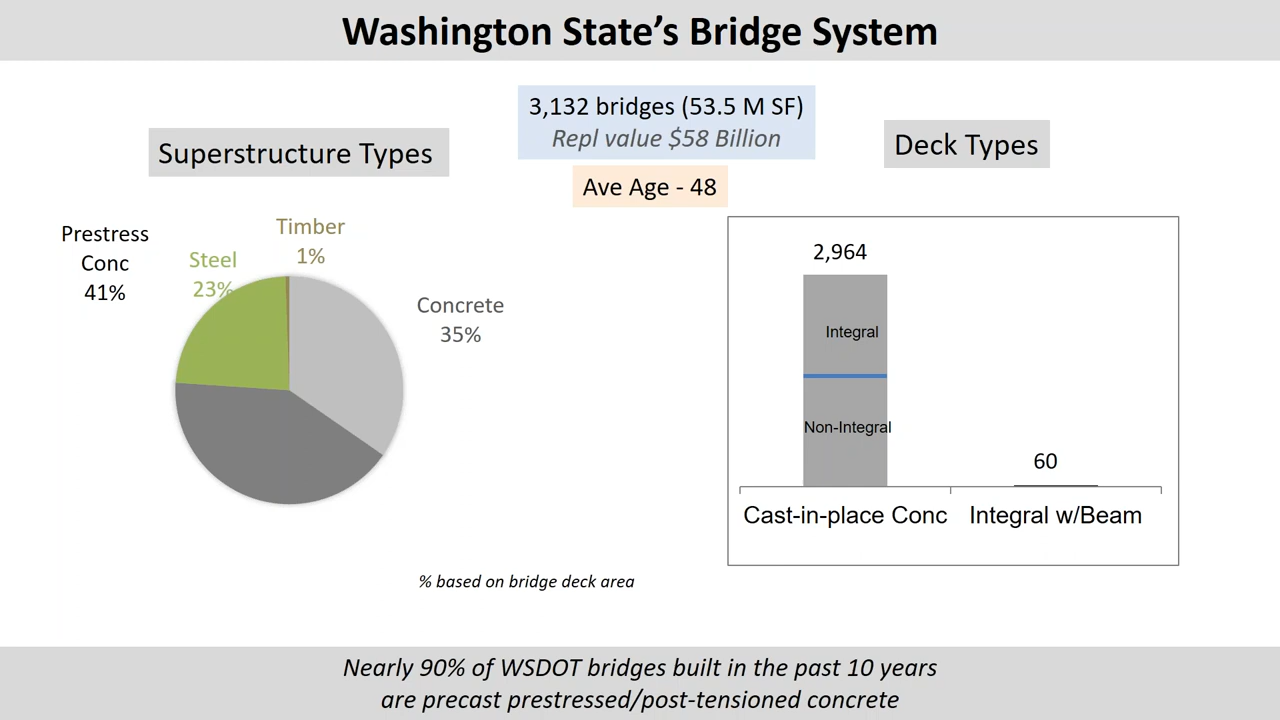 Washington State's Bridge System
3,132 bridges (53.5 M SF)
Repl value $58 Billion
Ave Age - 48
Superstructure Types
Prestress
Conc
41%
Steel
23%
Timber
1%
Concrete
35%
% based on bridge deck area
Deck Types
2,964
Integral
Non-Integral
60
Cast-in-place Conc
Integral w/Beam
Nearly 90% of WSDOT bridges built in the past 10 years
are precast prestressed/post-tensioned concrete